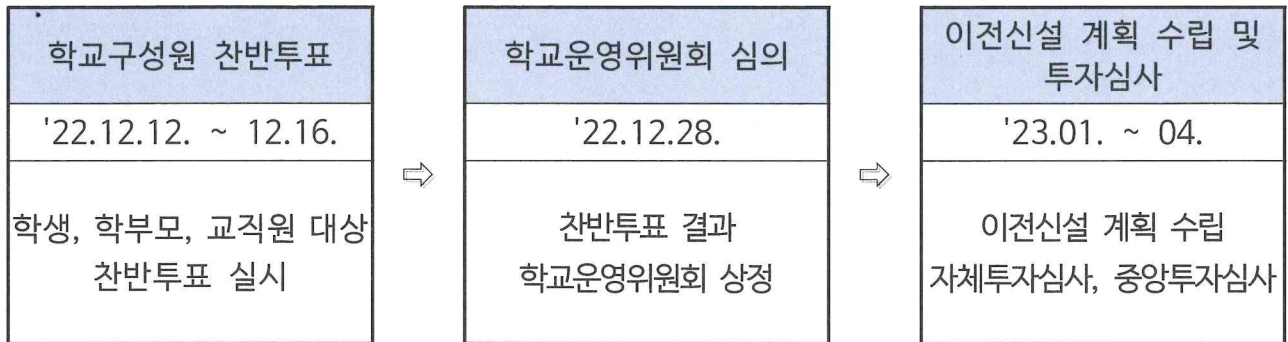 학교구성원 찬반투표
'22.12.12. ~ 12.16.
학생, 학부모, 교직원 대상
찬반투표 실시
⇨
학교운영위원회 심의
'22.12.28.
찬반투표 결과
학교운영위원회 상정
⇨
이전신설 계획 수립 및
투자심사
'23.01. ~ 04.
이전신설 계획 수립
자체투자심사, 중앙투자심사